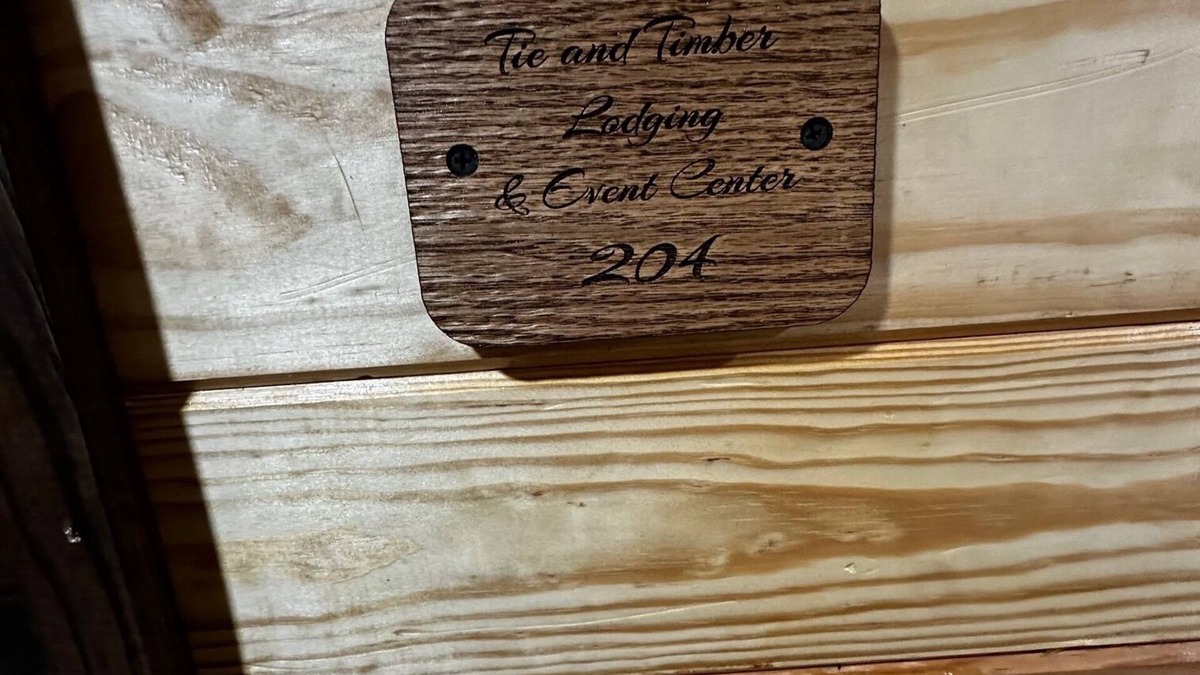 Tie and Timber
Lodging
& Event Center
204